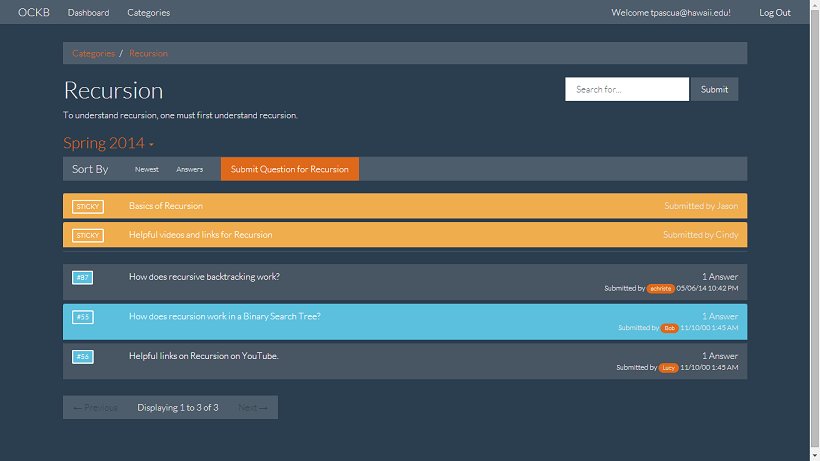 OCKB Dashboard Categories Welcome tpascua@hawaii.edu! Log Out
Categories / Recursion
Recursion
Search for... Submit
To understand recursion, one must first understand recursion.
Spring 2014
Sort By Newest Answers Submit Question for Recursion
STICKY Basics of Recursion Submitted by Jason
STICKY Helpful videos and links for Recursion Submitted by Cindy
#87 How does recursive backtracking work? 1 Answer
Submitted by achriste 05/06/14 10:42 PM
#55 How does recursion work in a Binary Search Tree? 1 Answer
Submitted by Bob 11/10/00 1:45 AM
#56 Helpful links on Recursion on YouTube. 1 Answer
Submitted by Lucy 11/10/00 1:45 AM
← Previous Displaying 1 to 3 of 3 Next →